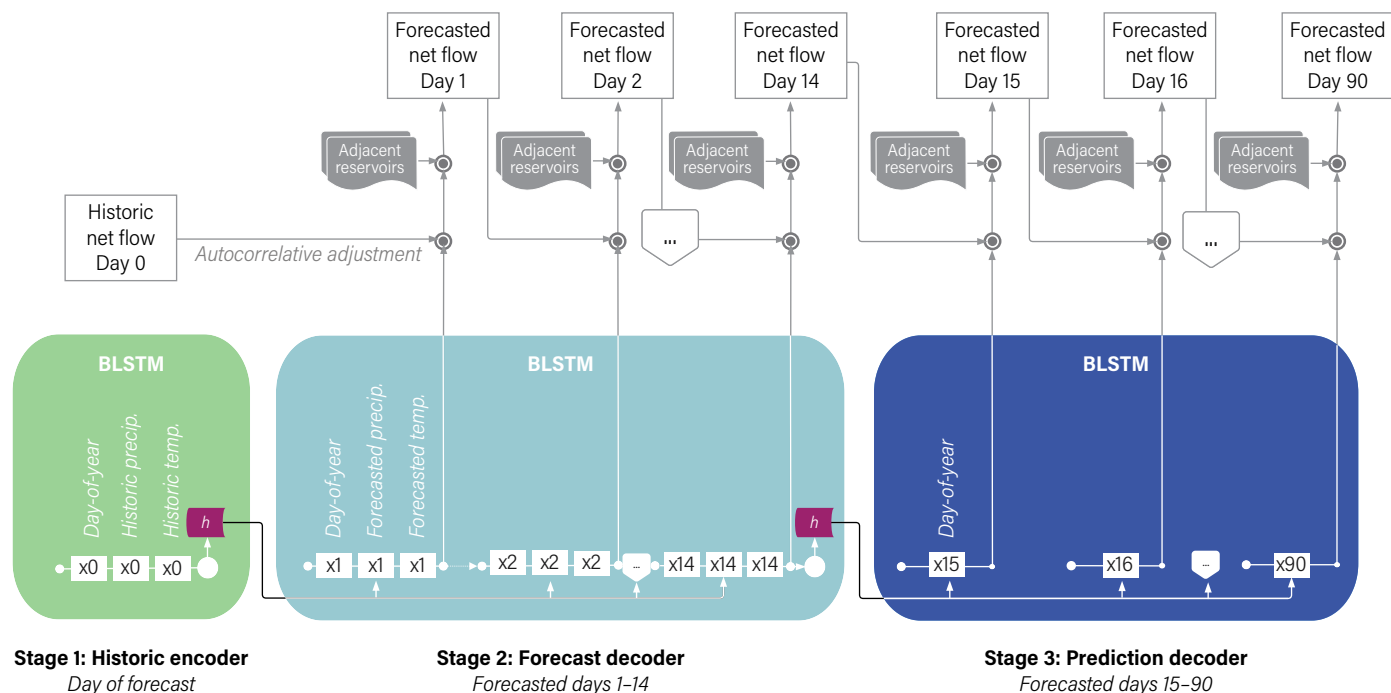 Forecasted
net flow
Day 1
Forecasted
net flow
Day 2
Forecasted
net flow
Day 14
Forecasted
net flow
Day 15
Forecasted
net flow
Day 16
Forecasted
net flow
Day 90
Adjacent
reservoirs
Adjacent
reservoirs
Adjacent
reservoirs
Adjacent
reservoirs
Adjacent
reservoirs
Adjacent
reservoirs
Historic
net flow
Day 0
Autocorrelative adjustment
...
...
BLSTM
Day-of-year
Historic precip.
Historic temp.
h
x0 x0 x0
BLSTM
Day-of-year
Forecasted precip.
Forecasted temp.
h
x1 x1 x1 x2 x2 x2 ... x14 x14 x14
BLSTM
Day-of-year
x15 x16 ... x90
Stage 1: Historic encoder
Day of forecast
Stage 2: Forecast decoder
Forecasted days 1–14
Stage 3: Prediction decoder
Forecasted days 15–90